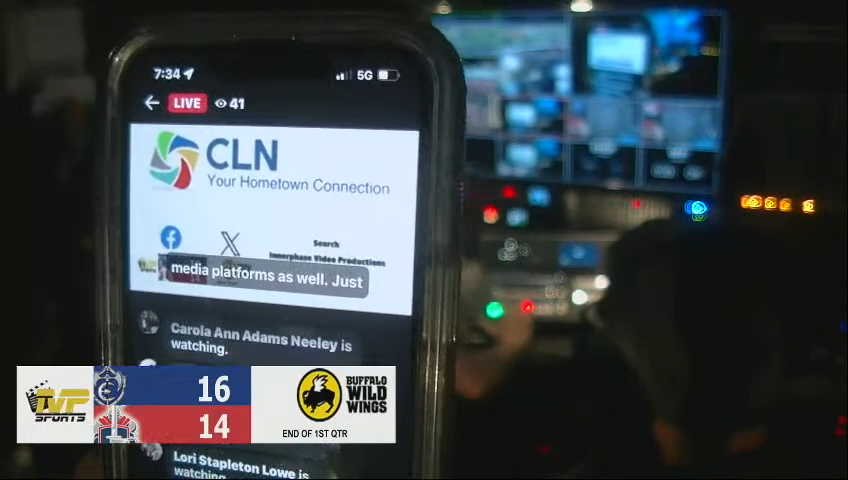 7:34
5G
LIVE
41
CLN
Your Hometown Connection
Search
Innerphase Video Productions
media platforms as well. Just
Carola Ann Adams Neeley is
watching.
TVP
SPORTS
16
14
BUFFALO
WILD
WINGS
END OF 1ST QTR
Lori Stapleton Lowe is
watching